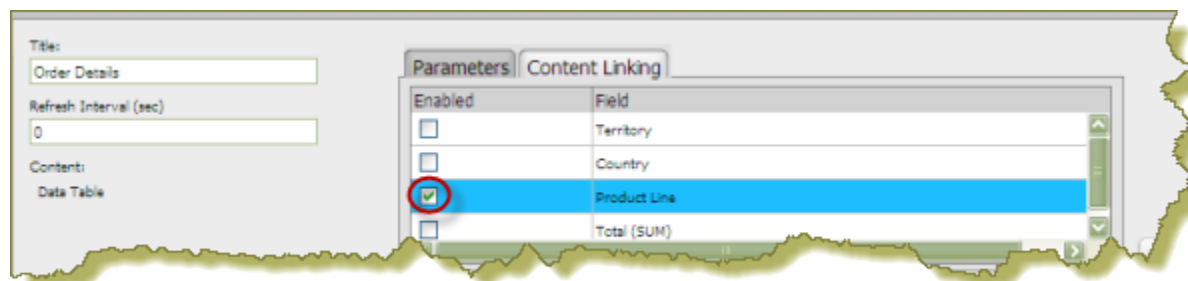 Title:
Order Details
Refresh Interval (sec)
0
Content:
Data Table
Parameters Content Linking
Enabled Field
Territory
Country
Product Line
Total (SUM)